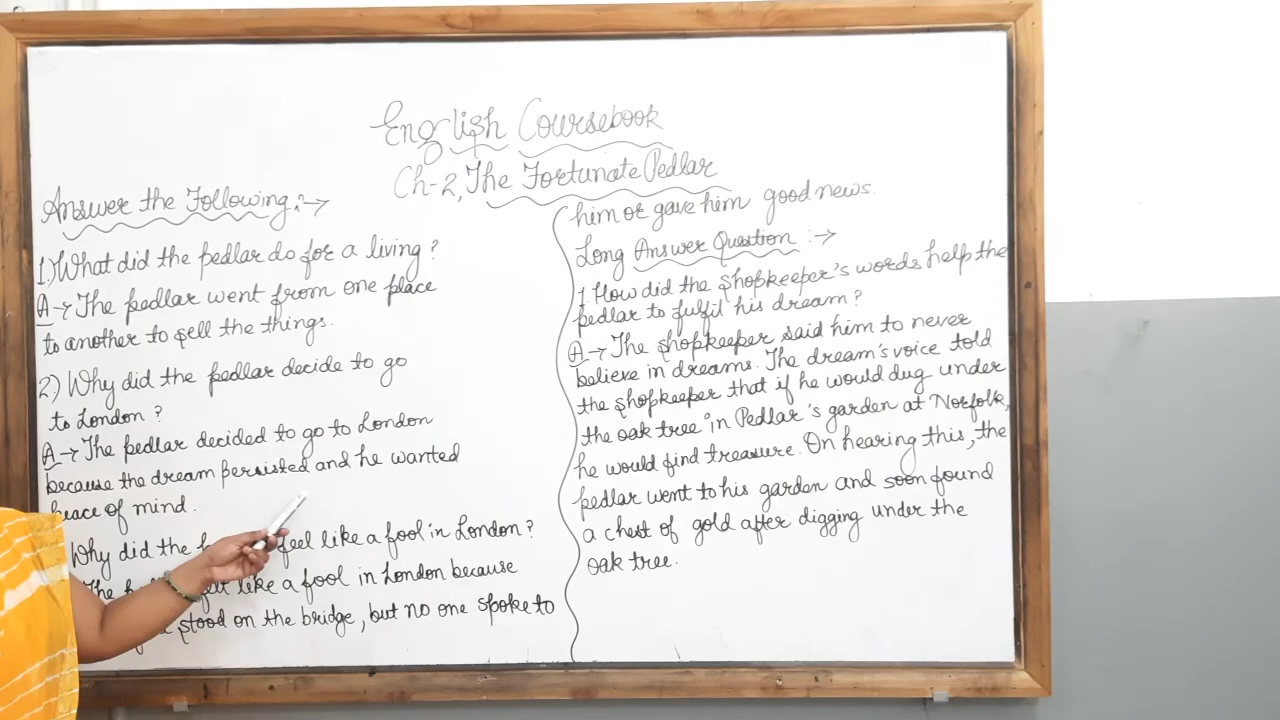 English Coursebook
Ch-2, The Fortunate Pedlar
Answer the Following :→
1.) What did the pedlar do for a living?
A→ The pedlar went from one place
to another to sell the things.
2.) Why did the pedlar decide to go
to London?
A→ The pedlar decided to go to London
because the dream persisted and he wanted
peace of mind.
Why did the feel like a fool in London?
The like a fool in London because
stood on the bridge, but no one spoke to
him or gave him good news.
Long Answer Question :→
1. How did the shopkeeper's words help the
pedlar to fulfil his dream?
A→ The shopkeeper said him to never
believe in dreams. The dream's voice told
the shopkeeper that if he would dug under
the oak tree in Pedlar's garden at Norfolk,
he would find treasure. On hearing this, the
pedlar went to his garden and soon found
a chest of gold after digging under the
oak tree.